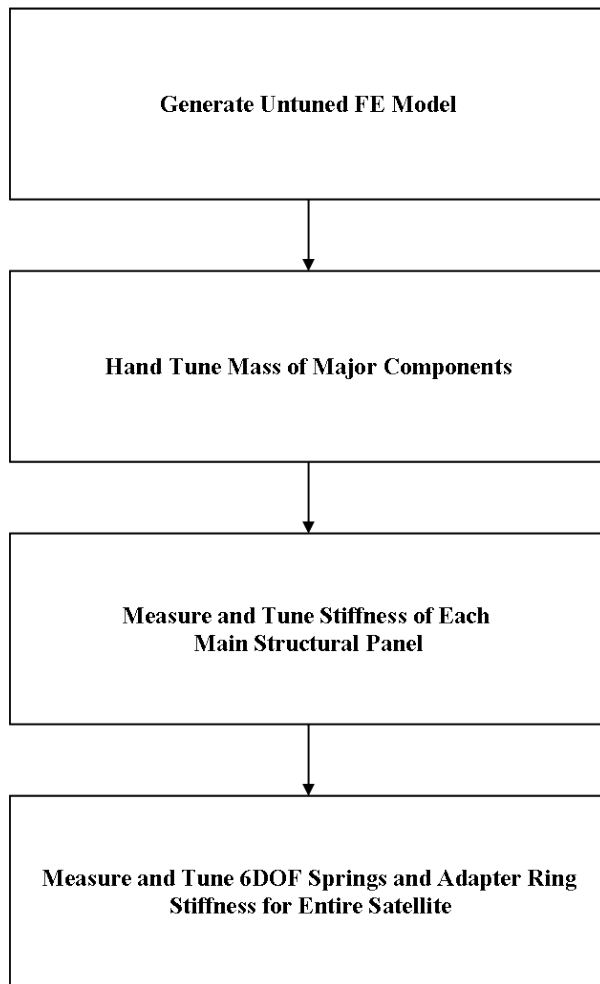 Generate Untuned FE Model
Hand Tune Mass of Major Components
Measure and Tune Stiffness of Each
Main Structural Panel
Measure and Tune 6DOF Springs and Adapter Ring
Stiffness for Entire Satellite